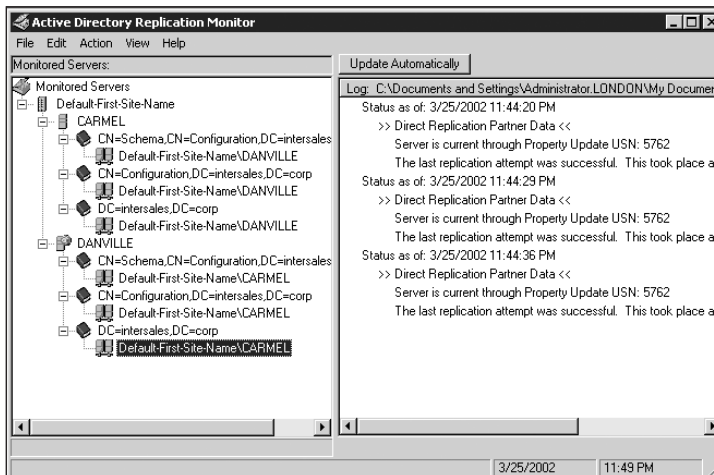 Active Directory Replication Monitor
File Edit Action View Help
Monitored Servers:
Update Automatically
Monitored Servers
Default-First-Site-Name
CARMEL
CN=Schema,CN=Configuration,DC=intersales
Default-First-Site-Name\DANVILLE
CN=Configuration,DC=intersales,DC=corp
Default-First-Site-Name\DANVILLE
DC=intersales,DC=corp
Default-First-Site-Name\DANVILLE
DANVILLE
CN=Schema,CN=Configuration,DC=intersales
Default-First-Site-Name\CARMEL
CN=Configuration,DC=intersales,DC=corp
Default-First-Site-Name\CARMEL
DC=intersales,DC=corp
Default-First-Site-Name\CARMEL
Log: C:\Documents and Settings\Administrator.LONDON\My Documen
Status as of: 3/25/2002 11:44:20 PM
>> Direct Replication Partner Data <<
Server is current through Property Update USN: 5762
The last replication attempt was successful. This took place a
Status as of: 3/25/2002 11:44:29 PM
>> Direct Replication Partner Data <<
Server is current through Property Update USN: 5762
The last replication attempt was successful. This took place a
Status as of: 3/25/2002 11:44:36 PM
>> Direct Replication Partner Data <<
Server is current through Property Update USN: 5762
The last replication attempt was successful. This took place a
3/25/2002 11:49 PM